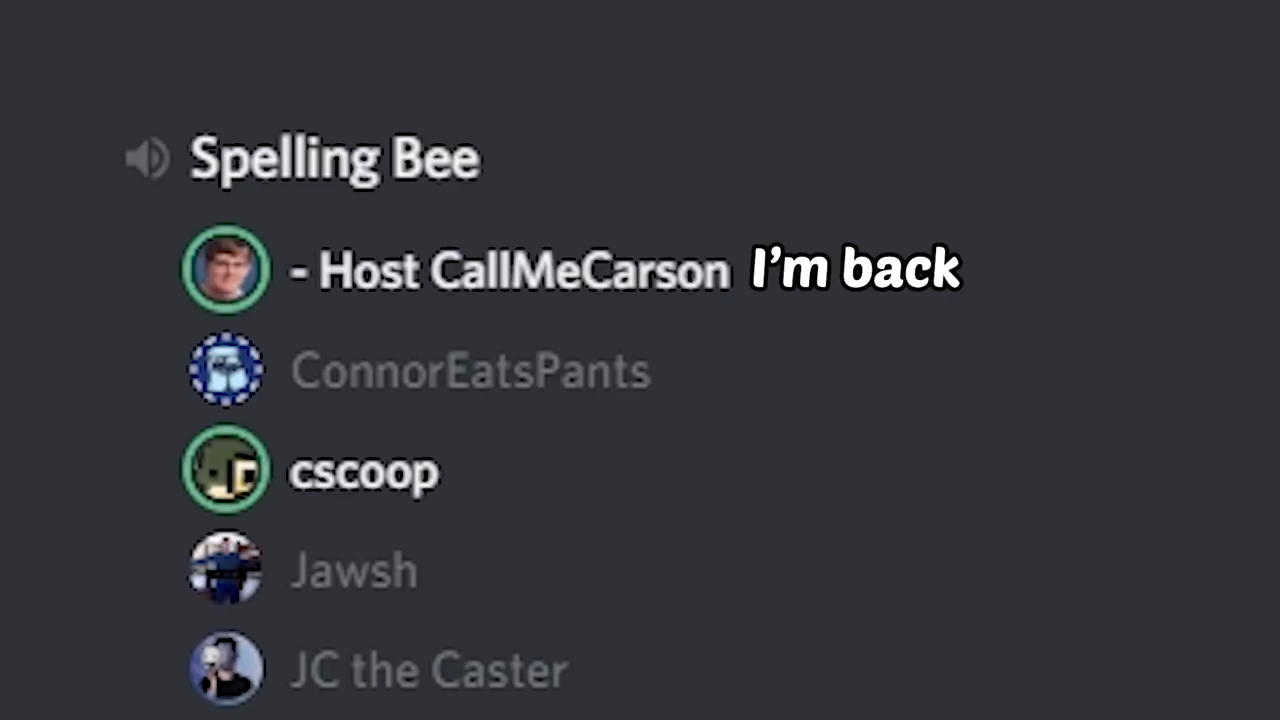 Spelling Bee
- Host CallMeCarson I'm back
ConnorEatsPants
cscoop
Jawsh
JC the Caster